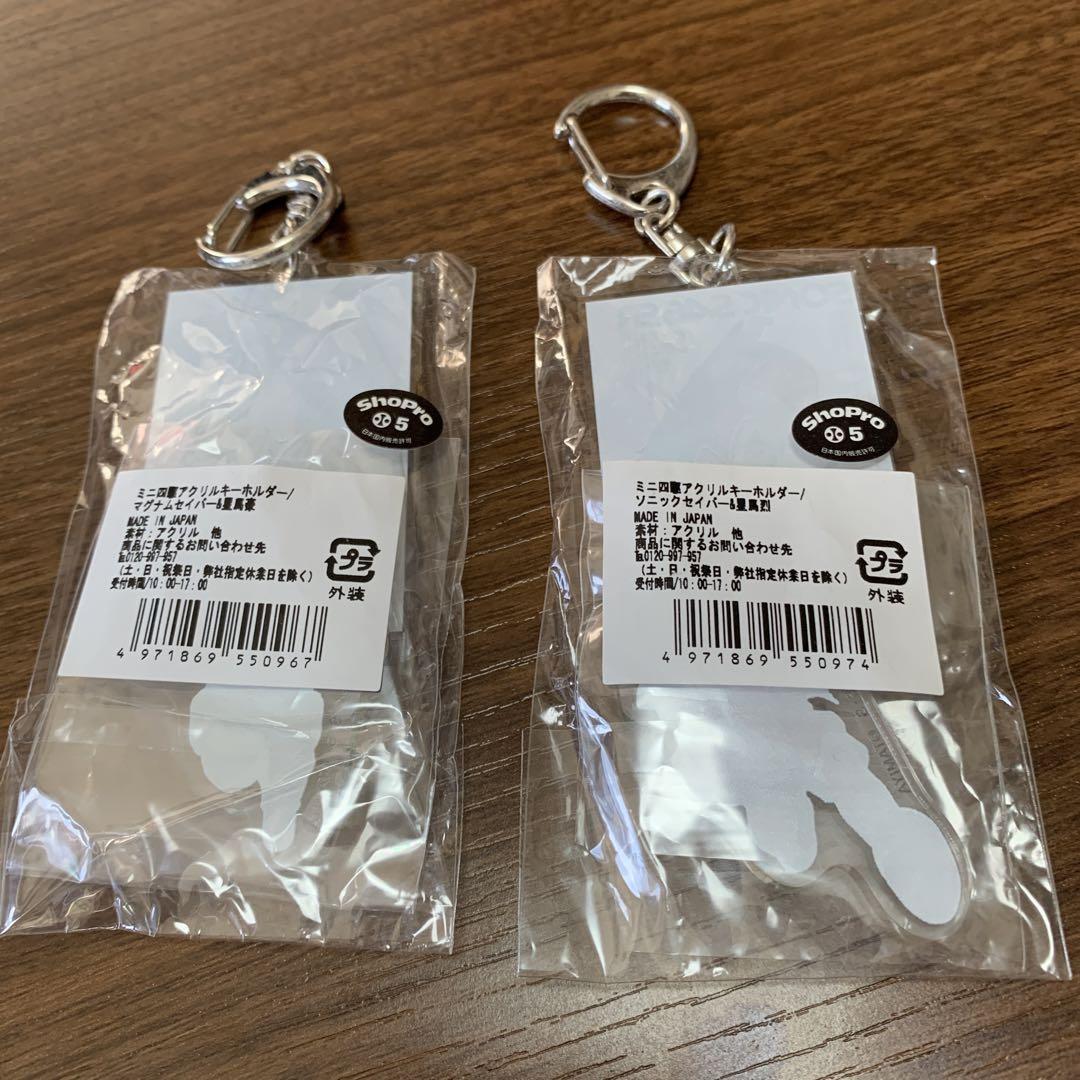 ShoPro
5
日本国内販売許可
ミニ四駆アクリルキーホルダー/
マグナムセイバー&星馬豪
MADE IN JAPAN
素材:アクリル 他
商品に関するお問い合わせ先
℡0120-997-957
(土・日・祝祭日・弊社指定休業日を除く)
受付時間/10:00-17:00
プラ
外装
4 971869 550967
ShoPro
5
日本国内販売許可
ミニ四駆アクリルキーホルダー/
ソニックセイバー&星馬烈
MADE IN JAPAN
素材:アクリル 他
商品に関するお問い合わせ先
℡0120-997-957
(土・日・祝祭日・弊社指定休業日を除く)
受付時間/10:00-17:00
プラ
外装
4 971869 550974